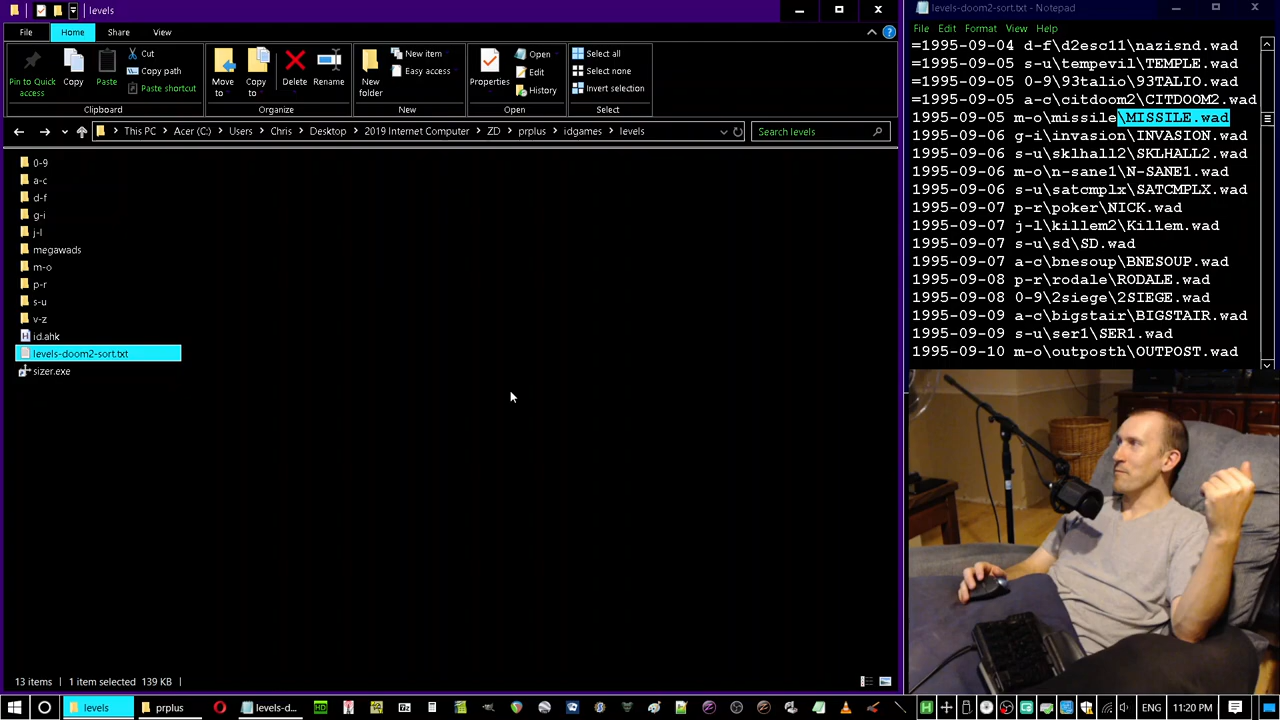 levels
File
Home
Share
View
Pin to Quick access
Copy
Paste
Cut
Copy path
Paste shortcut
Clipboard
Move to
Copy to
Delete
Rename
Organize
New folder
New item
Easy access
New
Properties
Open
Edit
History
Open
Select all
Select none
Invert selection
Select
This PC
Acer (C:)
Users
Chris
Desktop
2019 Internet Computer
ZD
prplus
idgames
levels
Search levels
0-9
a-c
d-f
g-i
j-l
megawads
m-o
p-r
s-u
v-z
id.ahk
levels-doom2-sort.txt
sizer.exe
13 items
1 item selected 139 KB
levels-doom2-sort.txt - Notepad
File Edit Format View Help
=1995-09-04 d-f\d2esc11\nazisnd.wad
=1995-09-05 s-u\tempevil\TEMPLE.wad
=1995-09-05 0-9\93talio\93TALIO.wad
=1995-09-05 a-c\citdoom2\CITDOOM2.wad
1995-09-05 m-o\missile\MISSILE.wad
1995-09-06 g-i\invasion\INVASION.wad
1995-09-06 s-u\sklhall2\SKLHALL2.wad
1995-09-06 m-o\n-sane1\N-SANE1.wad
1995-09-06 s-u\satcmplx\SATCMPLX.wad
1995-09-07 p-r\poker\NICK.wad
1995-09-07 j-l\killem2\Killem.wad
1995-09-07 s-u\sd\SD.wad
1995-09-07 a-c\bnesoup\BNESOUP.wad
1995-09-08 p-r\rodale\RODALE.wad
1995-09-08 0-9\2siege\2SIEGE.wad
1995-09-09 a-c\bigstair\BIGSTAIR.wad
1995-09-09 s-u\ser1\SER1.wad
1995-09-10 m-o\outposth\OUTPOST.wad
levels
prplus
levels-d...
ENG
11:20 PM